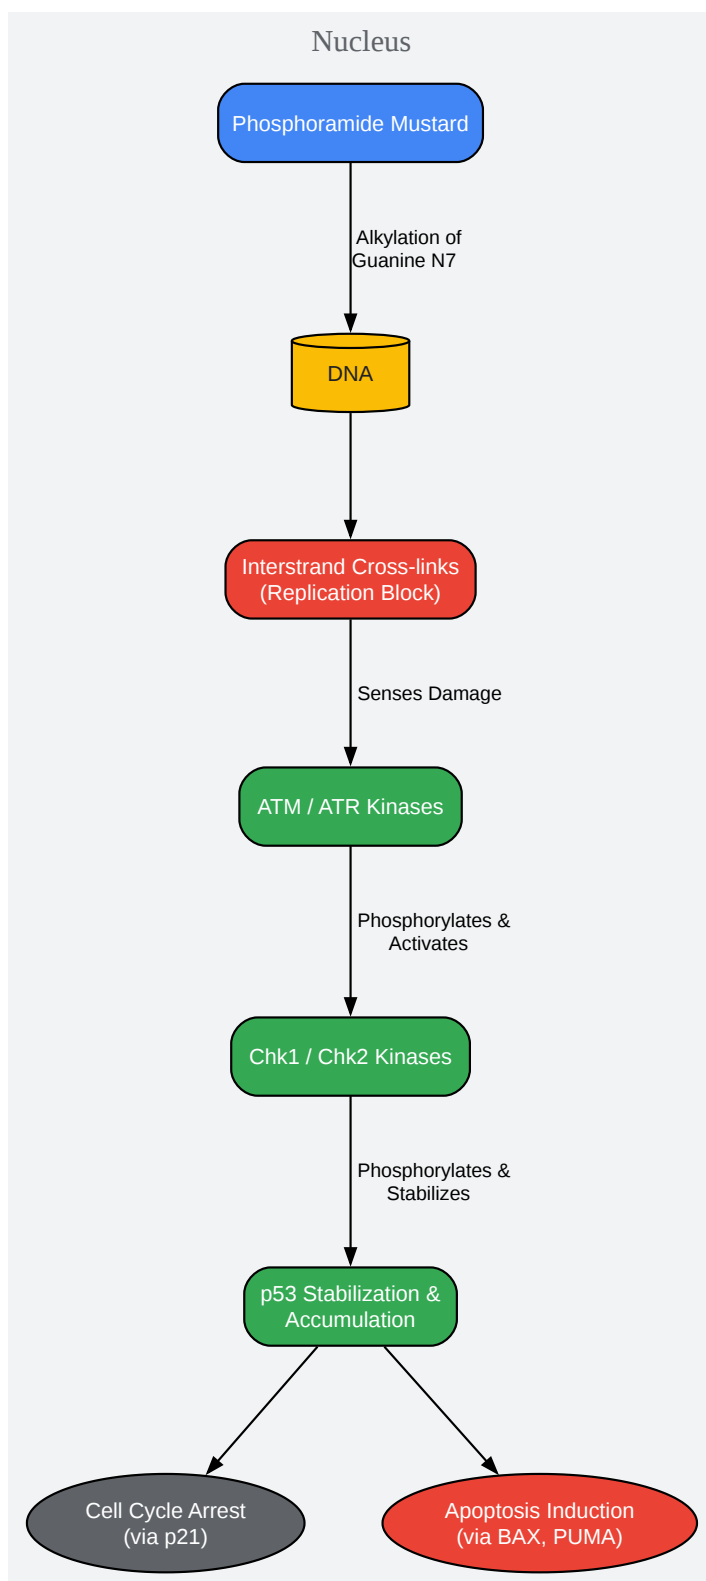 Nucleus
Phosphoramide Mustard
Alkylation of
Guanine N7
DNA
Interstrand Cross-links
(Replication Block)
Senses Damage
ATM / ATR Kinases
Phosphorylates &
Activates
Chk1 / Chk2 Kinases
Phosphorylates &
Stabilizes
p53 Stabilization &
Accumulation
Cell Cycle Arrest
(via p21)
Apoptosis Induction
(via BAX, PUMA)